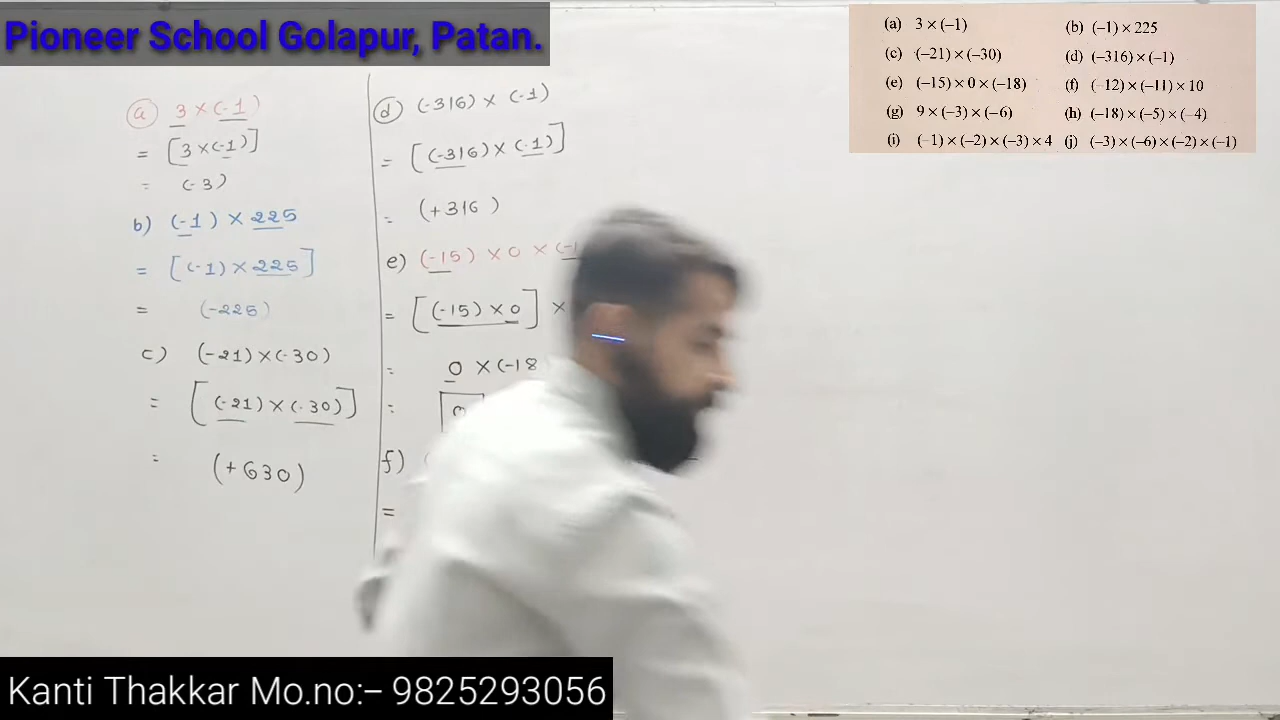 Pioneer School Golapur, Patan.
(a) 3 × (–1) (b) (–1) × 225
(c) (–21) × (–30) (d) (–316) × (–1)
(e) (–15) × 0 × (–18) (f) (–12) × (–11) × 10
(g) 9 × (–3) × (–6) (h) (–18) × (–5) × (–4)
(i) (–1) × (–2) × (–3) × 4 (j) (–3) × (–6) × (–2) × (–1)
a) 3 × (-1)
= [3 × (-1)]
= (-3)
b) (-1) × 225
= [(-1) × 225]
= (-225)
c) (-21) × (-30)
= [(-21) × (-30)]
= (+630)
d) (-316) × (-1)
= [(-316) × (-1)]
= (+316)
e) (-15) × 0 × (-1
= [(-15) × 0] ×
= 0 × (-18
= 0
f) (
=
Kanti Thakkar Mo.no:– 9825293056